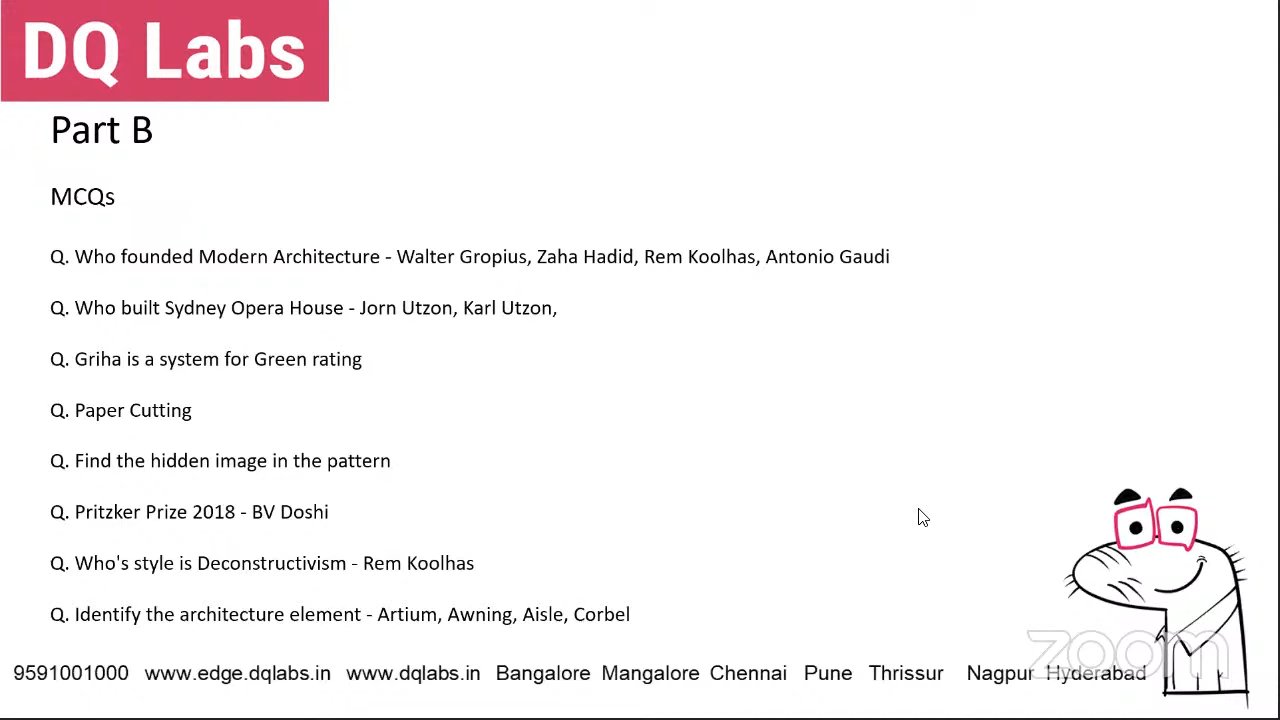 DQ Labs
Part B
MCQs
Q. Who founded Modern Architecture - Walter Gropius, Zaha Hadid, Rem Koolhas, Antonio Gaudi
Q. Who built Sydney Opera House - Jorn Utzon, Karl Utzon,
Q. Griha is a system for Green rating
Q. Paper Cutting
Q. Find the hidden image in the pattern
Q. Pritzker Prize 2018 - BV Doshi
Q. Who's style is Deconstructivism - Rem Koolhas
Q. Identify the architecture element - Artium, Awning, Aisle, Corbel
zoom
9591001000 www.edge.dqlabs.in www.dqlabs.in Bangalore Mangalore Chennai Pune Thrissur Nagpur Hyderabad